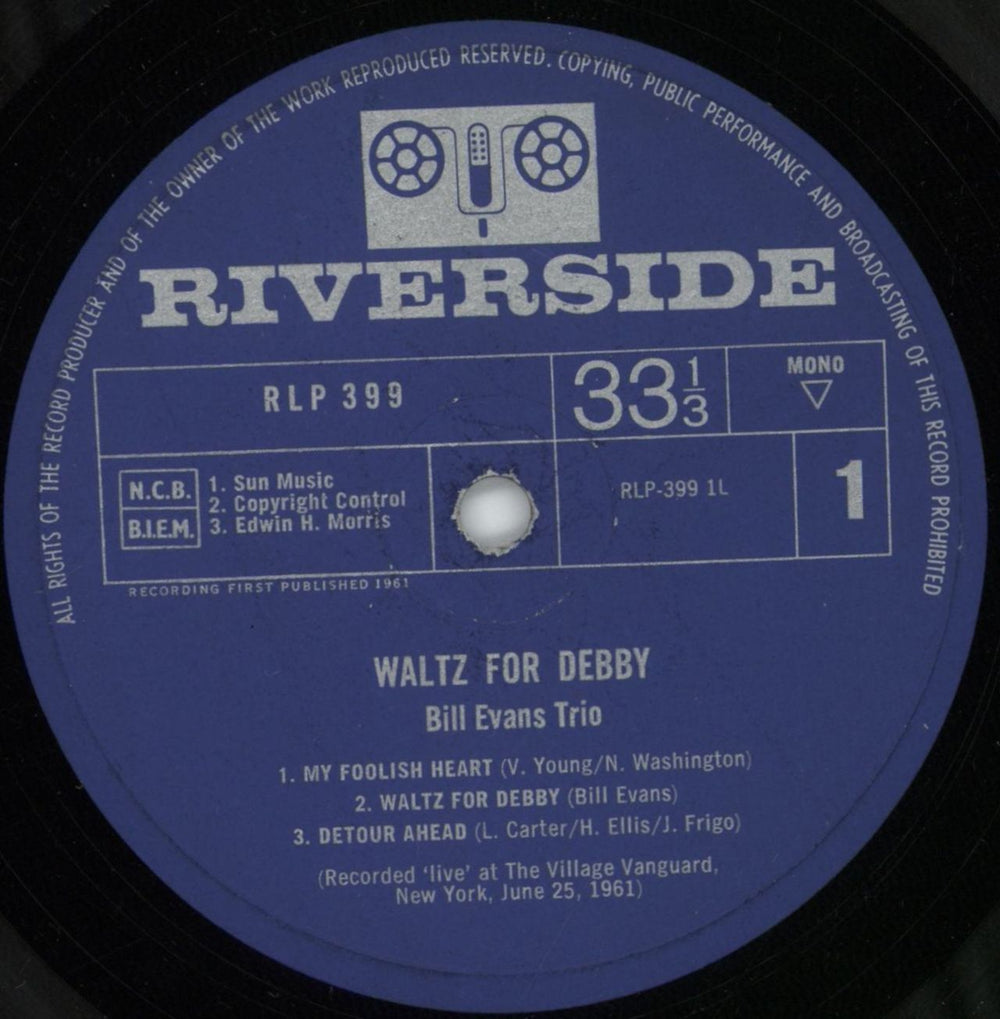 ALL RIGHTS OF THE RECORD PRODUCER AND OF THE OWNER OF THE WORK REPRODUCED RESERVED. COPYING, PUBLIC PERFORMANCE AND BROADCASTING OF THIS RECORD PROHIBITED
RIVERSIDE
RLP 399
33 1/3
MONO
N.C.B.
B.I.E.M.
1. Sun Music
2. Copyright Control
3. Edwin H. Morris
RLP-399 1L
1
RECORDING FIRST PUBLISHED 1961
WALTZ FOR DEBBY
Bill Evans Trio
1. MY FOOLISH HEART (V. Young/N. Washington)
2. WALTZ FOR DEBBY (Bill Evans)
3. DETOUR AHEAD (L. Carter/H. Ellis/J. Frigo)
(Recorded 'live' at The Village Vanguard,
New York, June 25, 1961)